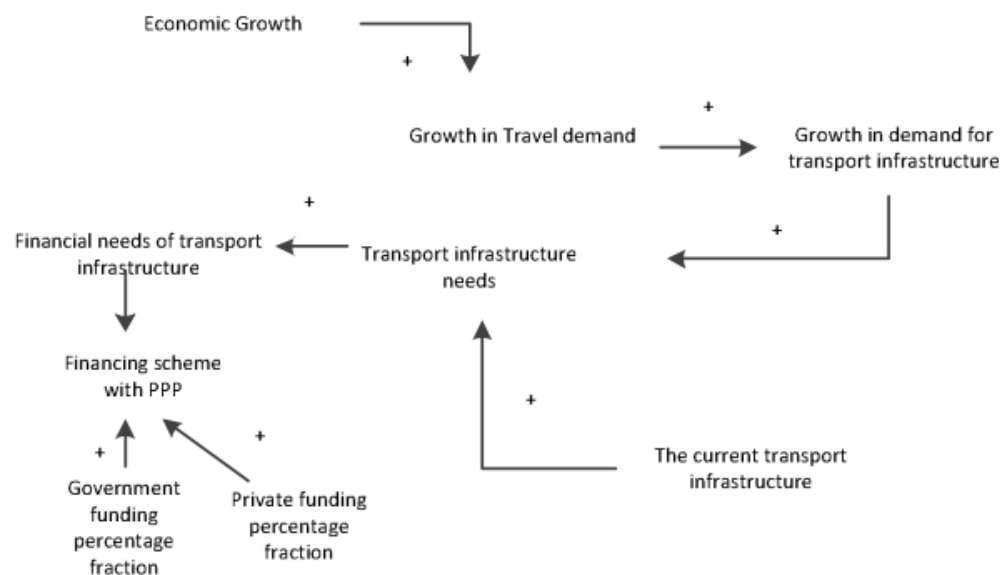 Economic Growth
+
Growth in Travel demand
+
Growth in demand for
transport infrastructure
+
+
Financial needs of transport
infrastructure
Transport infrastructure
needs
Financing scheme
with PPP
+
+
+
Government
funding
percentage
fraction
Private funding
percentage
fraction
The current transport
infrastructure